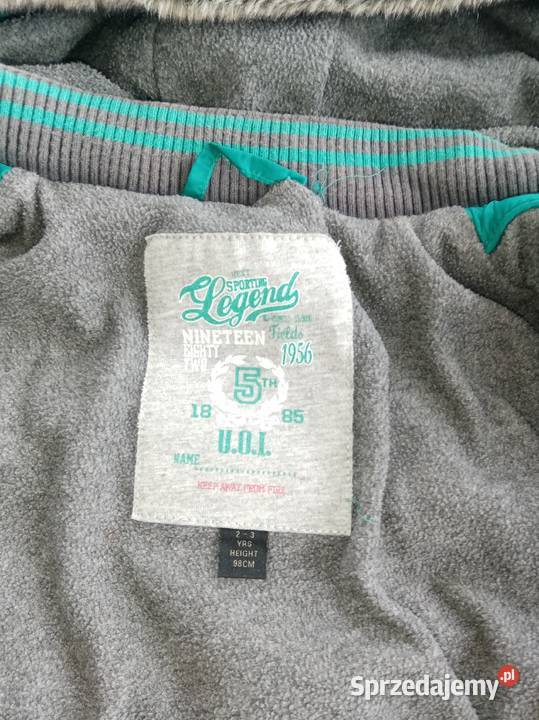 NEXT
SPORTING
Legend
Fields
NINETEEN
EIGHTY
TWO
1956
5TH
18 85
U.O.I.
NAME
KEEP AWAY FROM FIRE
2 - 3
YRS
HEIGHT
98CM
Sprzedajemy.pl